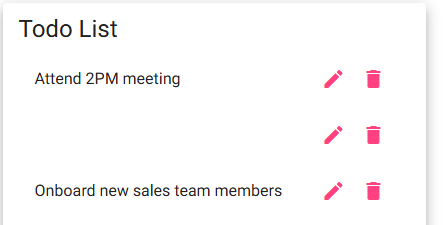 Todo List
Attend 2PM meeting
Onboard new sales team members